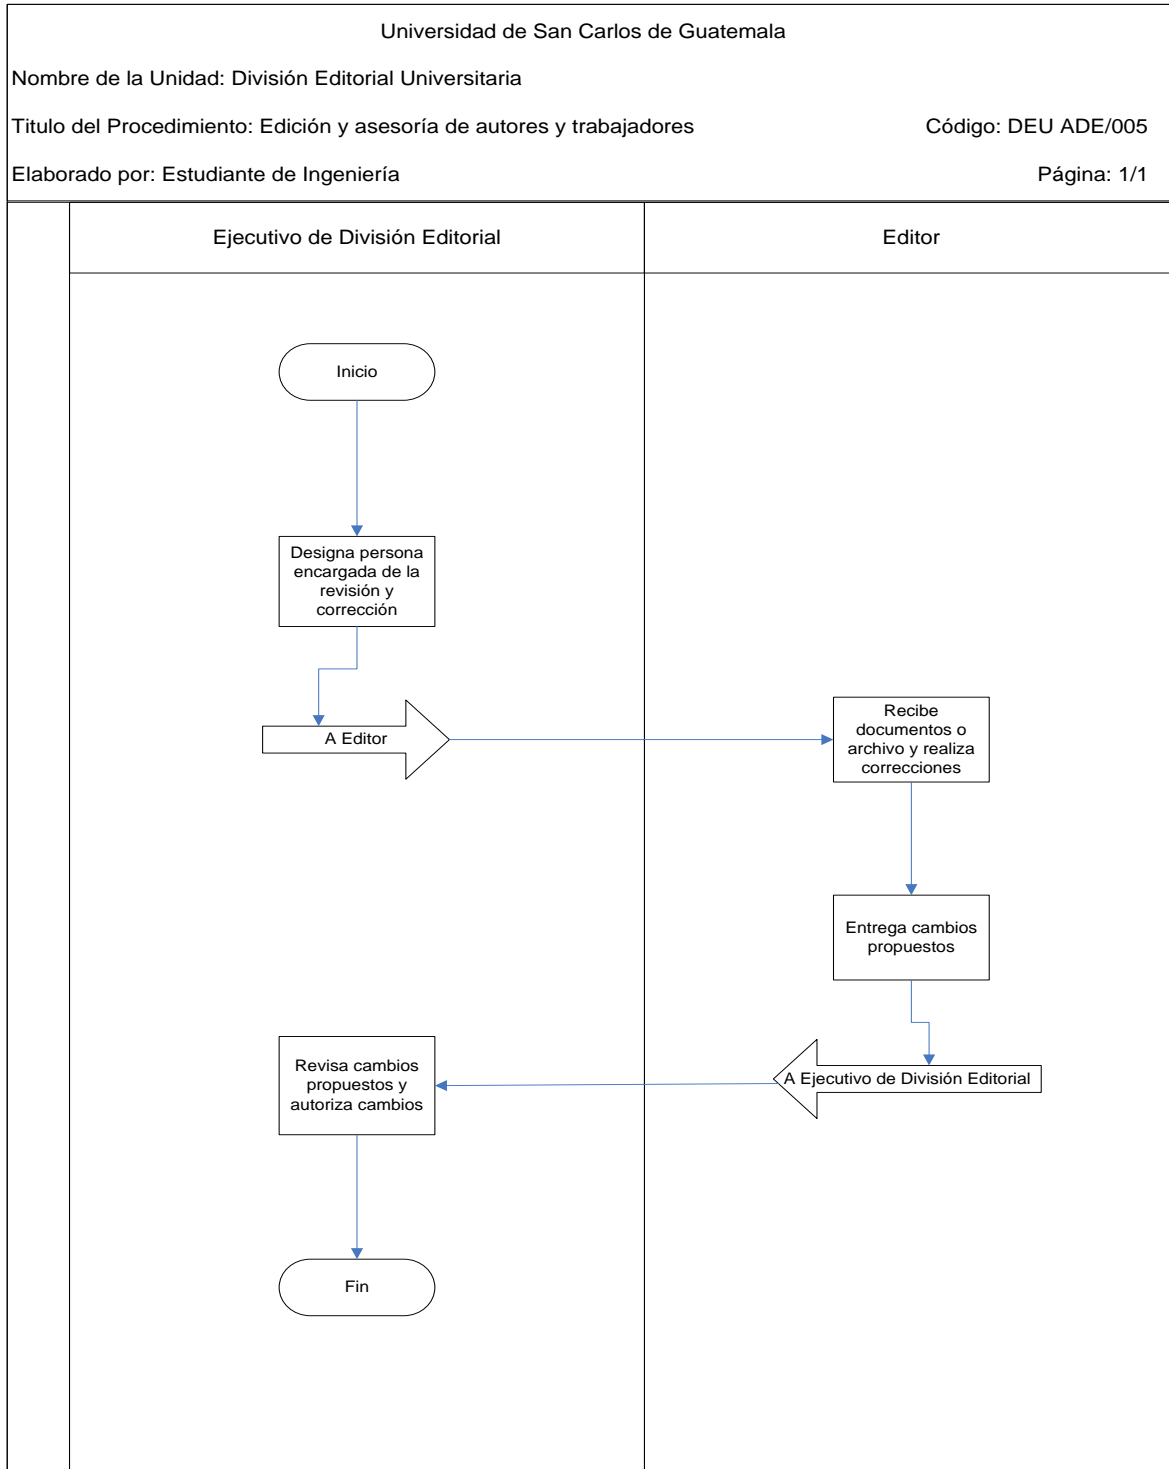 Universidad de San Carlos de Guatemala
Nombre de la Unidad: División Editorial Universitaria
Titulo del Procedimiento: Edición y asesoría de autores y trabajadores Código: DEU ADE/005
Elaborado por: Estudiante de Ingeniería Página: 1/1
Ejecutivo de División Editorial Editor
Inicio
Designa persona
encargada de la
revisión y
corrección
A Editor
Recibe
documentos o
archivo y realiza
correcciones
Entrega cambios
propuestos
A Ejecutivo de División Editorial
Revisa cambios
propuestos y
autoriza cambios
Fin